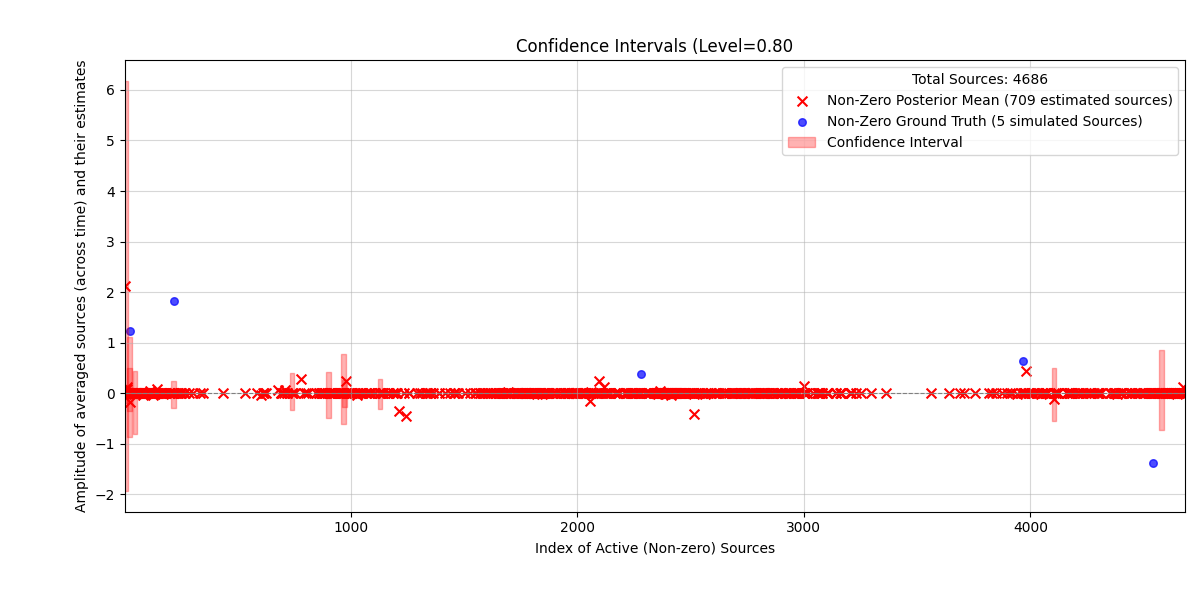 Confidence Intervals (Level=0.80
Total Sources: 4686
Non-Zero Posterior Mean (709 estimated sources)
Non-Zero Ground Truth (5 simulated Sources)
Confidence Interval
Amplitude of averaged sources (across time) and their estimates
6
5
4
3
2
1
0
−1
−2
1000 2000 3000 4000
Index of Active (Non-zero) Sources